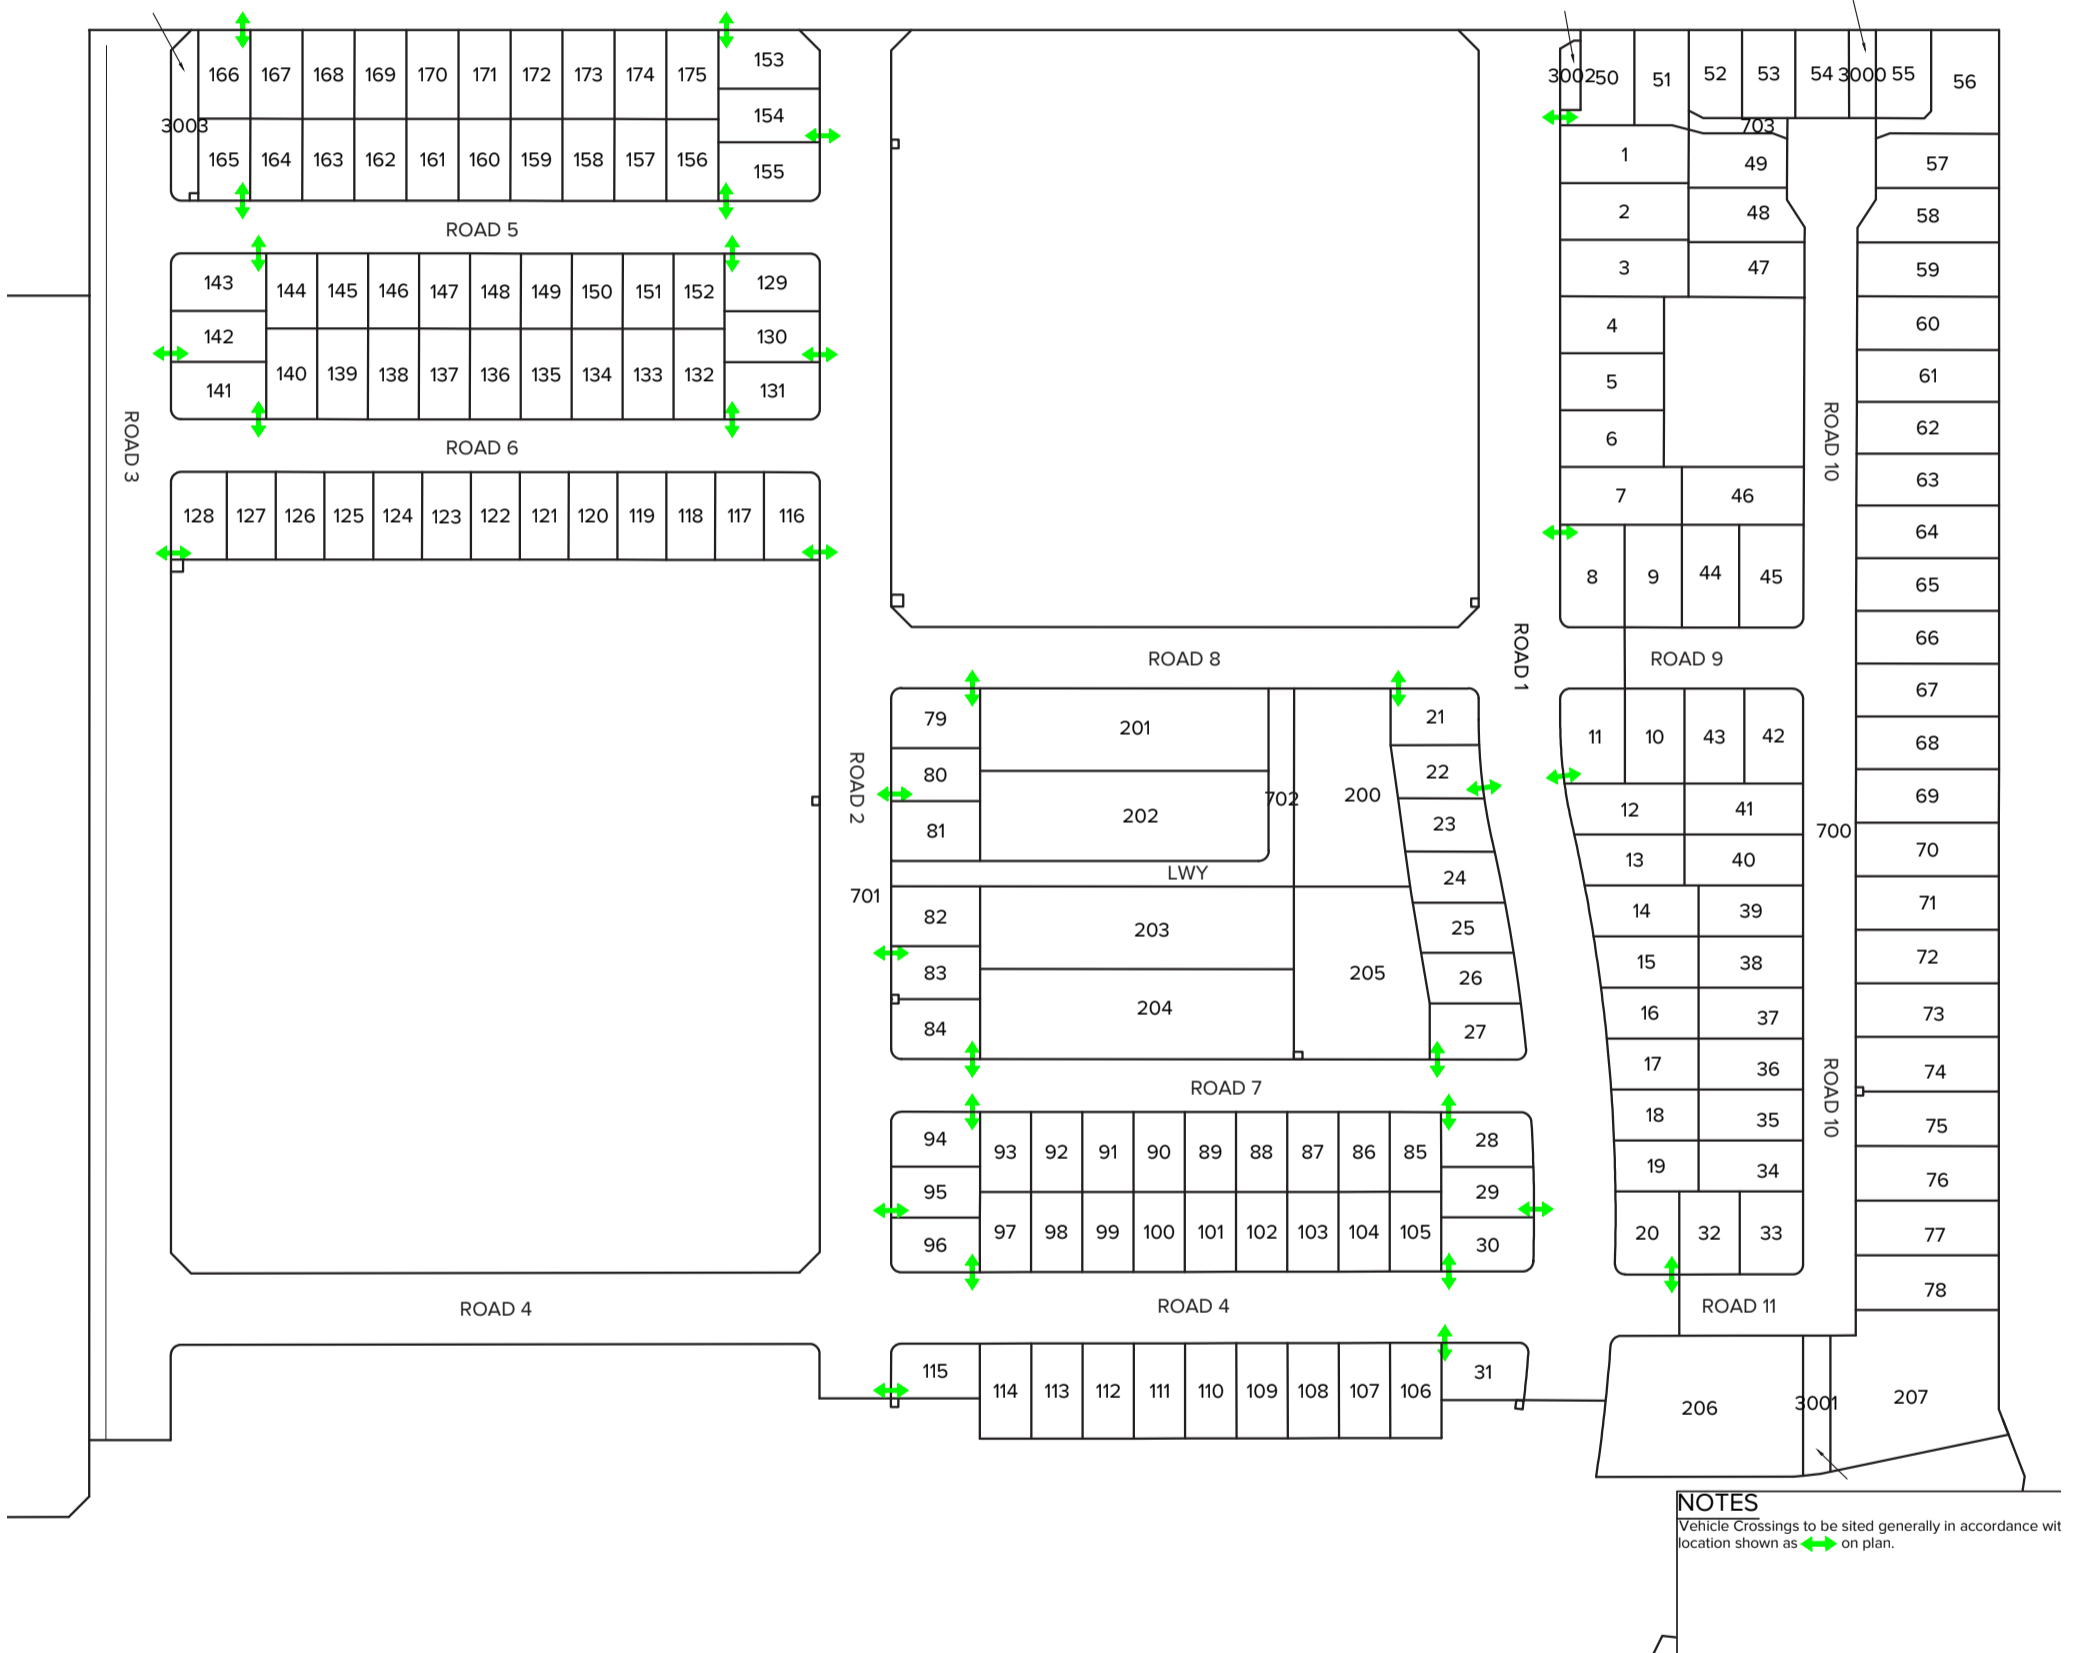 166 167 168 169 170 171 172 173 174 175 153
154
3003
165 164 163 162 161 160 159 158 157 156 155
ROAD 5
143 144 145 146 147 148 149 150 151 152 129
142 130
141 140 139 138 137 136 135 134 133 132 131
ROAD 3
ROAD 6
128 127 126 125 124 123 122 121 120 119 118 117 116
3002 50 51 52 53 54 3000 55 56
703
1 49 57
2 48 58
3 47 59
4 60
5 61
6 62
ROAD 10
7 46 63
64
8 9 44 45 65
66
ROAD 8
ROAD 1
ROAD 9
67
79 201 21 11 10 43 42 68
80 22
ROAD 2
702 200 69
81 202 23 12 41 700
13 40 70
LWY 24
701
82 203 25 14 39 71
83 205 26 15 38 72
84 204 27 16 37 73
17 36 74
ROAD 7
ROAD 10
94 93 92 91 90 89 88 87 86 85 28 18 35 75
95 29 19 34 76
96 97 98 99 100 101 102 103 104 105 30 20 32 33 77
78
ROAD 4
ROAD 4
ROAD 11
115 114 113 112 111 110 109 108 107 106 31
206 3001 207
NOTES
Vehicle Crossings to be sited generally in accordance wit
location shown as on plan.